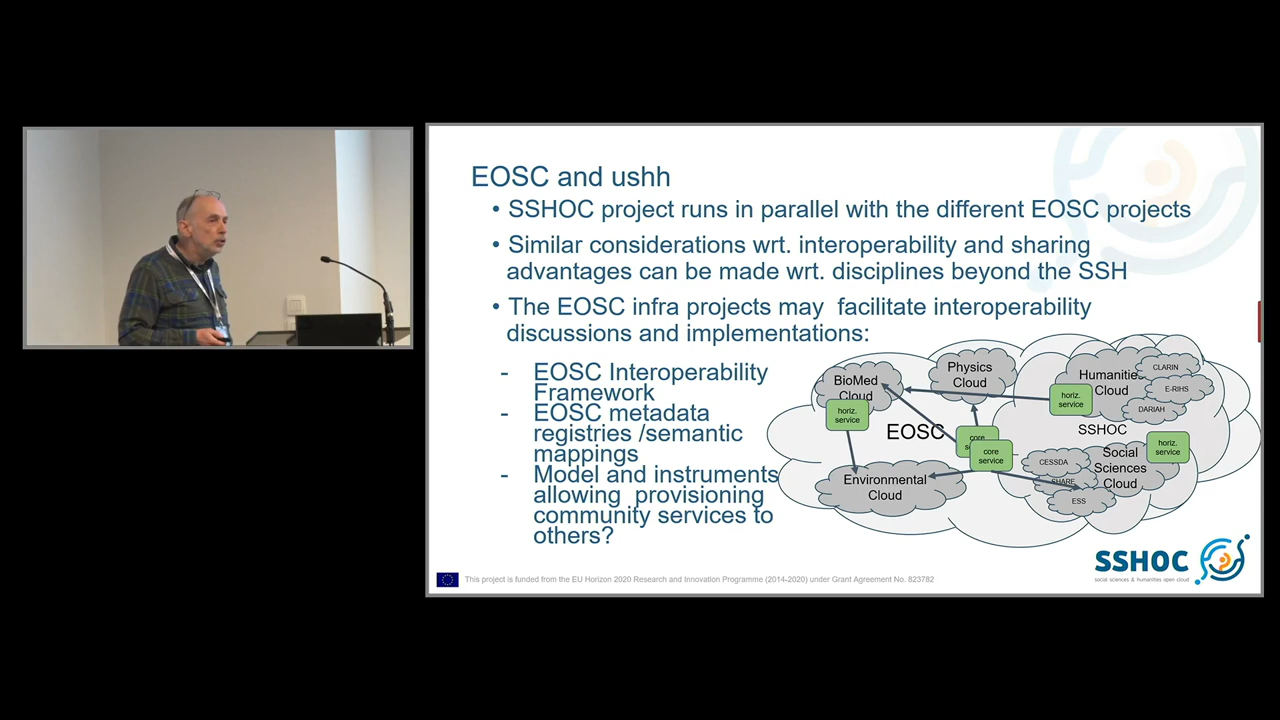 EOSC and ushh
• SSHOC project runs in parallel with the different EOSC projects
• Similar considerations wrt. interoperability and sharing
advantages can be made wrt. disciplines beyond the SSH
• The EOSC infra projects may facilitate interoperability
discussions and implementations:
- EOSC Interoperability
Framework
- EOSC metadata
registries /semantic
mappings
- Model and instruments
allowing provisioning
community services to
others?
BioMed
Cloud
horiz.
service
Physics
Cloud
Humanities
Cloud
CLARIN
E-RIHS
DARIAH
horiz.
service
EOSC
core
core
service
SSHOC
horiz.
service
Social
Sciences
Cloud
CESSDA
SHARE
ESS
Environmental
Cloud
SSHOC
social sciences & humanities open cloud
This project is funded from the EU Horizon 2020 Research and Innovation Programme (2014-2020) under Grant Agreement No. 823782